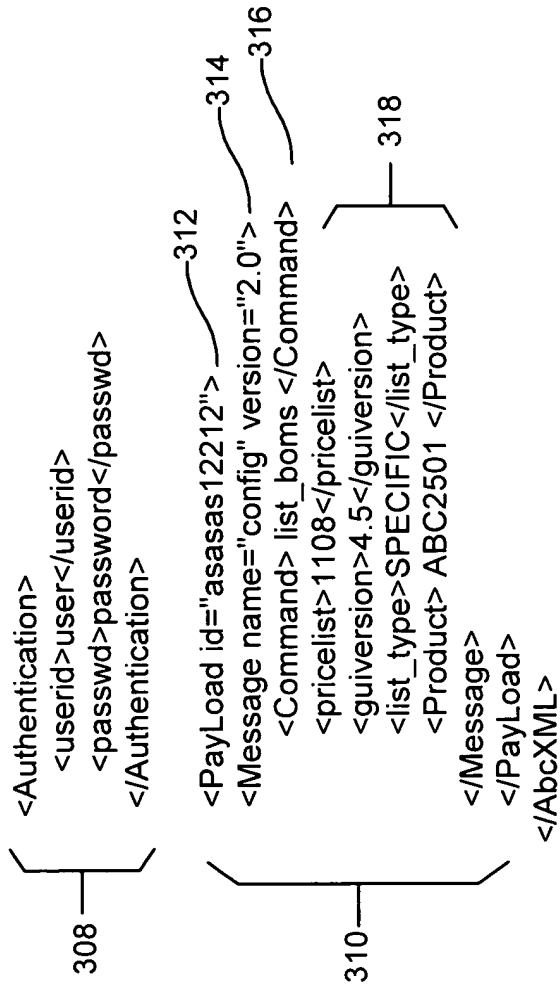 <Authentication>
<userid>user</userid>
<passwd>password</passwd>
</Authentication>
308
<PayLoad id="asasas12212">
312
<Message name="config" version="2.0">
314
<Command> list_boms </Command>
316
<pricelist>1108</pricelist>
<guiversion>4.5</guiversion>
<list_type>SPECIFIC</list_type>
<Product> ABC2501 </Product>
318
</Message>
</PayLoad>
310
</AbcXML>